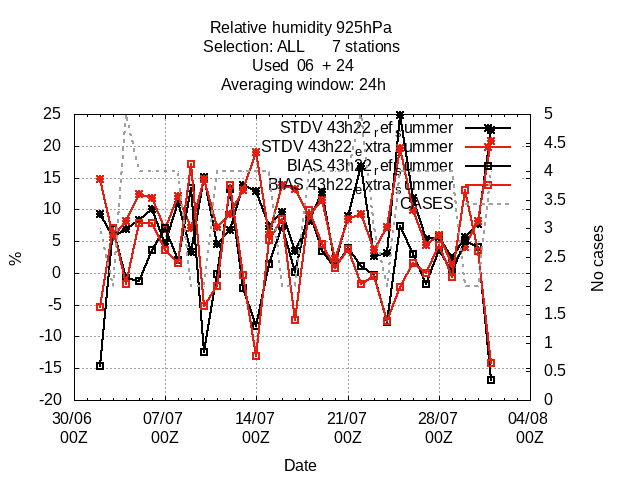 Relative humidity 925hPa
Selection: ALL 7 stations
Used 06 + 24
Averaging window: 24h
STDV 43h22_ref_summer
STDV 43h22_extra_summer
BIAS 43h22_ref_summer
BIAS 43h22_extra_summer
CASES
25
20
15
10
5
0
-5
-10
-15
-20
%
5
4.5
4
3.5
3
2.5
2
1.5
1
0.5
0
No cases
30/06 07/07 14/07 21/07 28/07 04/08
00Z 00Z 00Z 00Z 00Z 00Z
Date